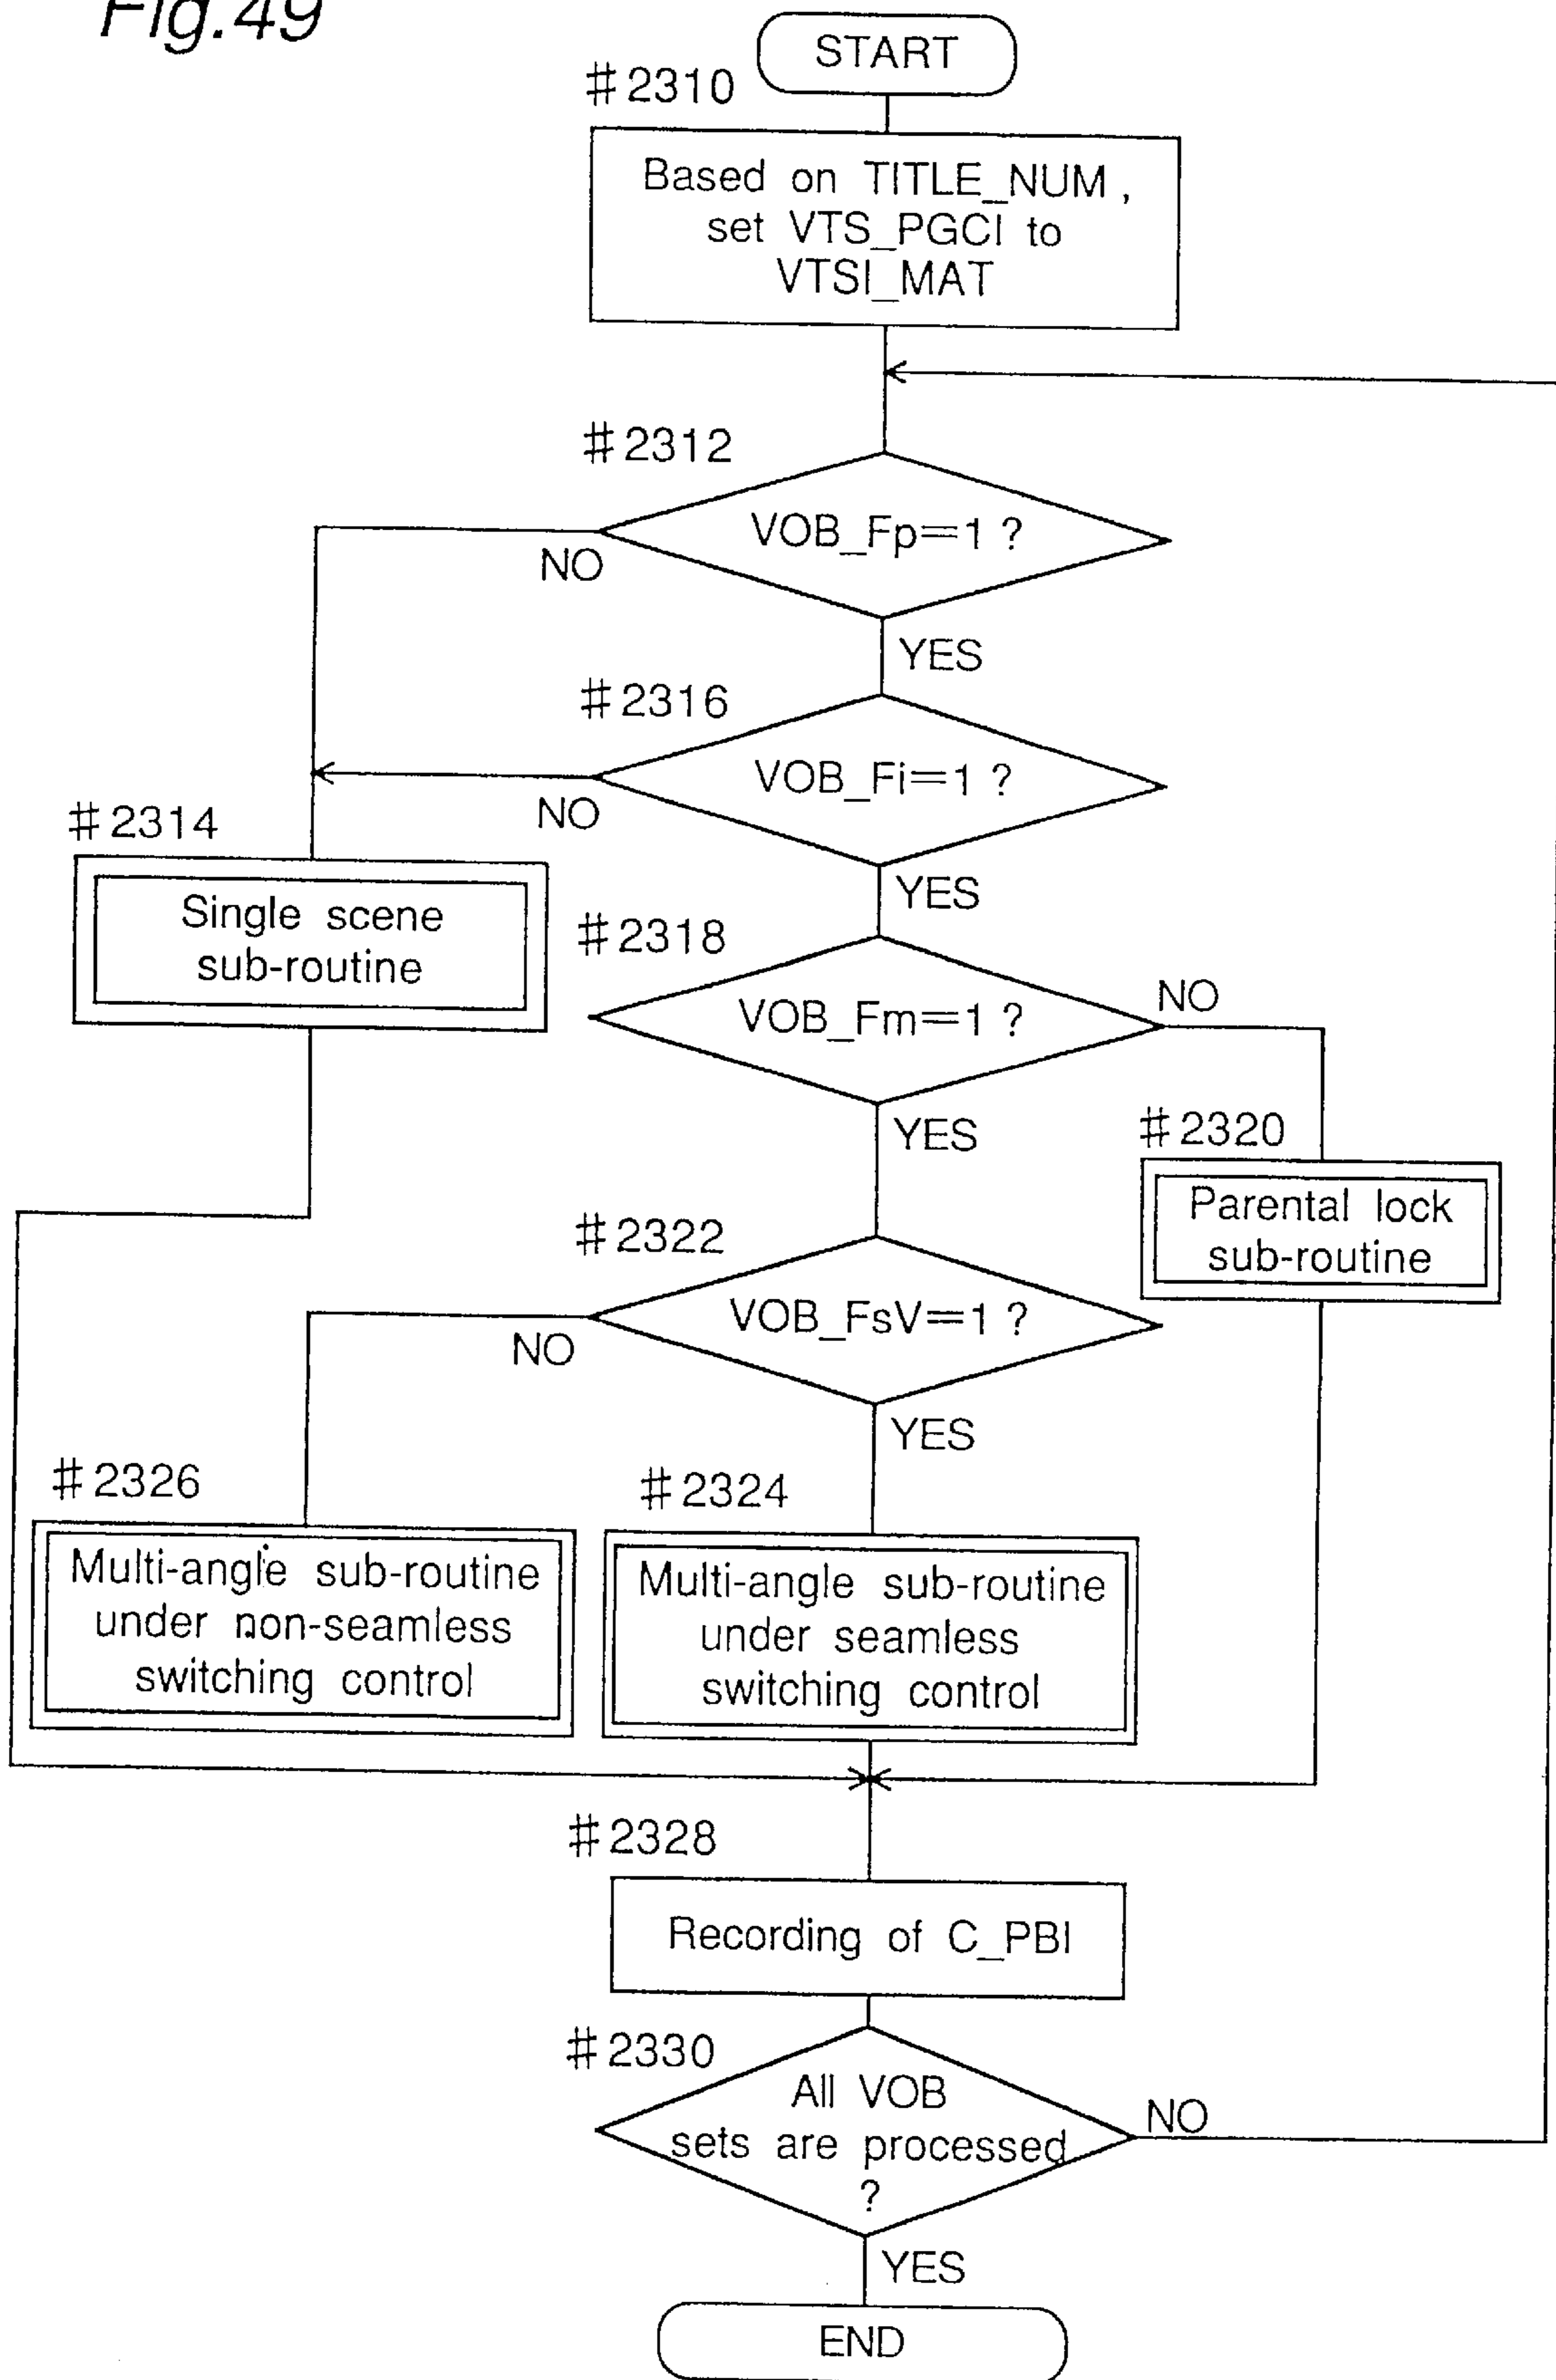 Fig.49
START
#2310
Based on TITLE_NUM,
set VTS_PGCI to
VTSI_MAT
#2312
VOB_Fp=1 ?
NO
YES
#2316
VOB_Fi=1 ?
NO
YES
#2314
Single scene
sub-routine
#2318
VOB_Fm=1 ?
NO
YES
#2320
Parental lock
sub-routine
#2322
VOB_FsV=1 ?
NO
YES
#2326
Multi-angle sub-routine
under non-seamless
switching control
#2324
Multi-angle sub-routine
under seamless
switching control
#2328
Recording of C_PBI
#2330
All VOB
sets are processed
?
NO
YES
END